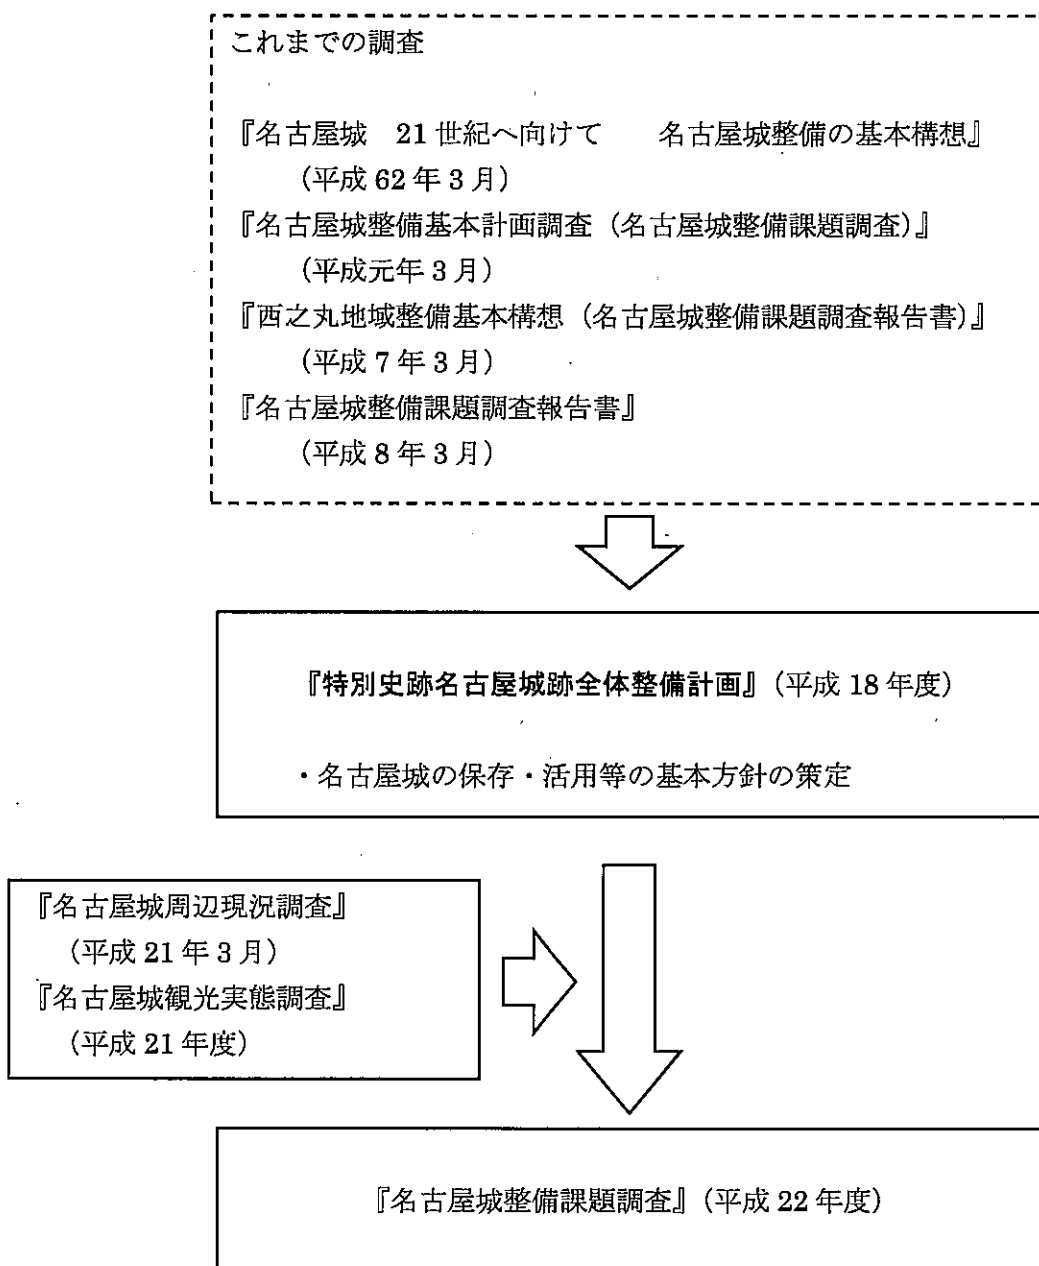 これまでの調査
『名古屋城　21世紀へ向けて　　名古屋城整備の基本構想』
（平成 62 年 3 月）
『名古屋城整備基本計画調査（名古屋城整備課題調査）』
（平成元年 3 月）
『西之丸地域整備基本構想（名古屋城整備課題調査報告書）』
（平成 7 年 3 月）
『名古屋城整備課題調査報告書』
（平成 8 年 3 月）
『特別史跡名古屋城跡全体整備計画』（平成 18 年度）
・名古屋城の保存・活用等の基本方針の策定
『名古屋城周辺現況調査』
（平成 21 年 3 月）
『名古屋城観光実態調査』
（平成 21 年度）
『名古屋城整備課題調査』（平成 22 年度）